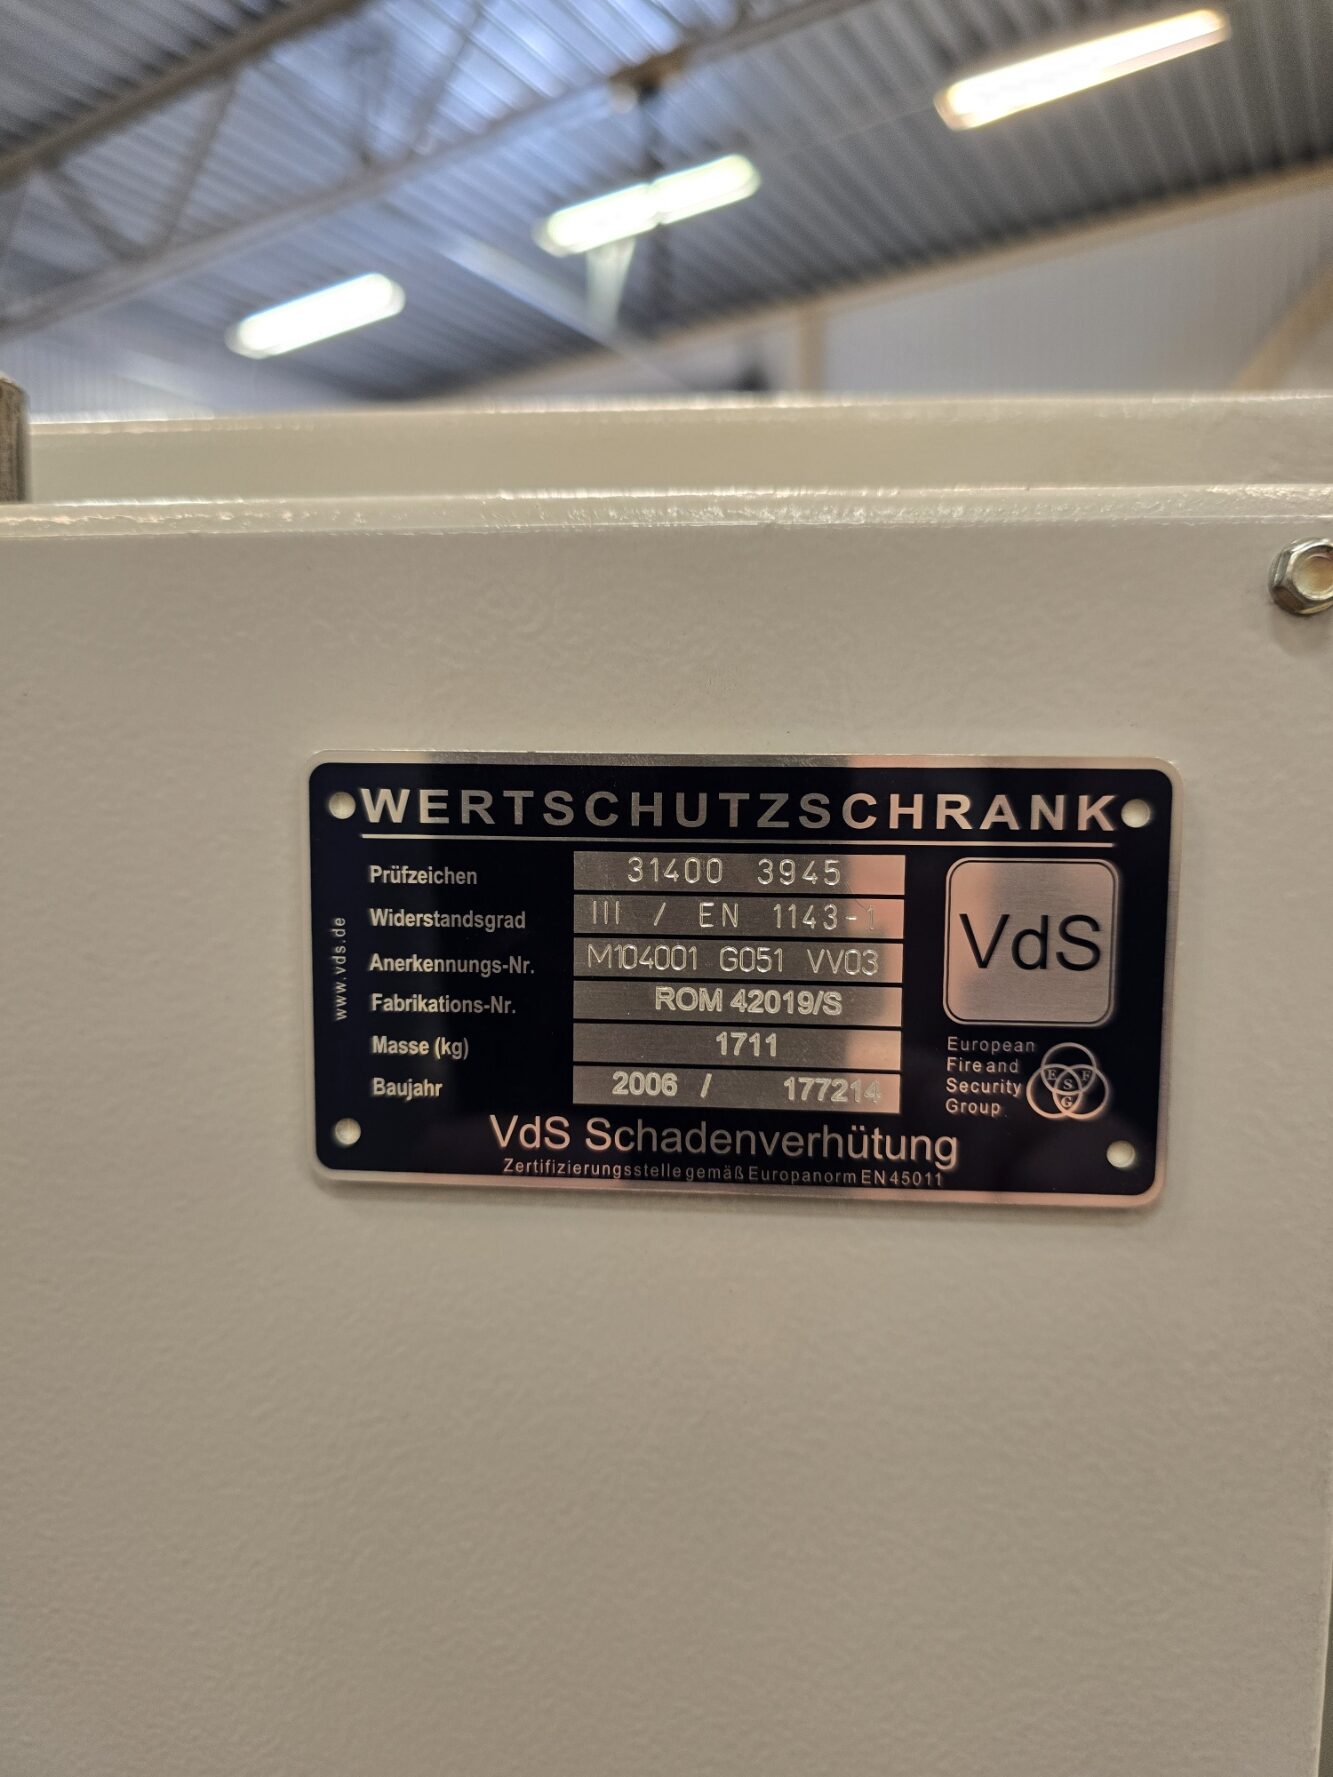 WERTSCHUTZSCHRANK
Prüfzeichen 31400 3945
Widerstandsgrad III / EN 1143-1
Anerkennungs-Nr. M104001 G051 VV03
Fabrikations-Nr. ROM 42019/S
Masse (kg) 1711
Baujahr 2006 / 177214
www.vds.de
VdS
European
Fire and
Security
Group
E F
S
G
VdS Schadenverhütung
Zertifizierungsstelle gemäß Europanorm EN 45011